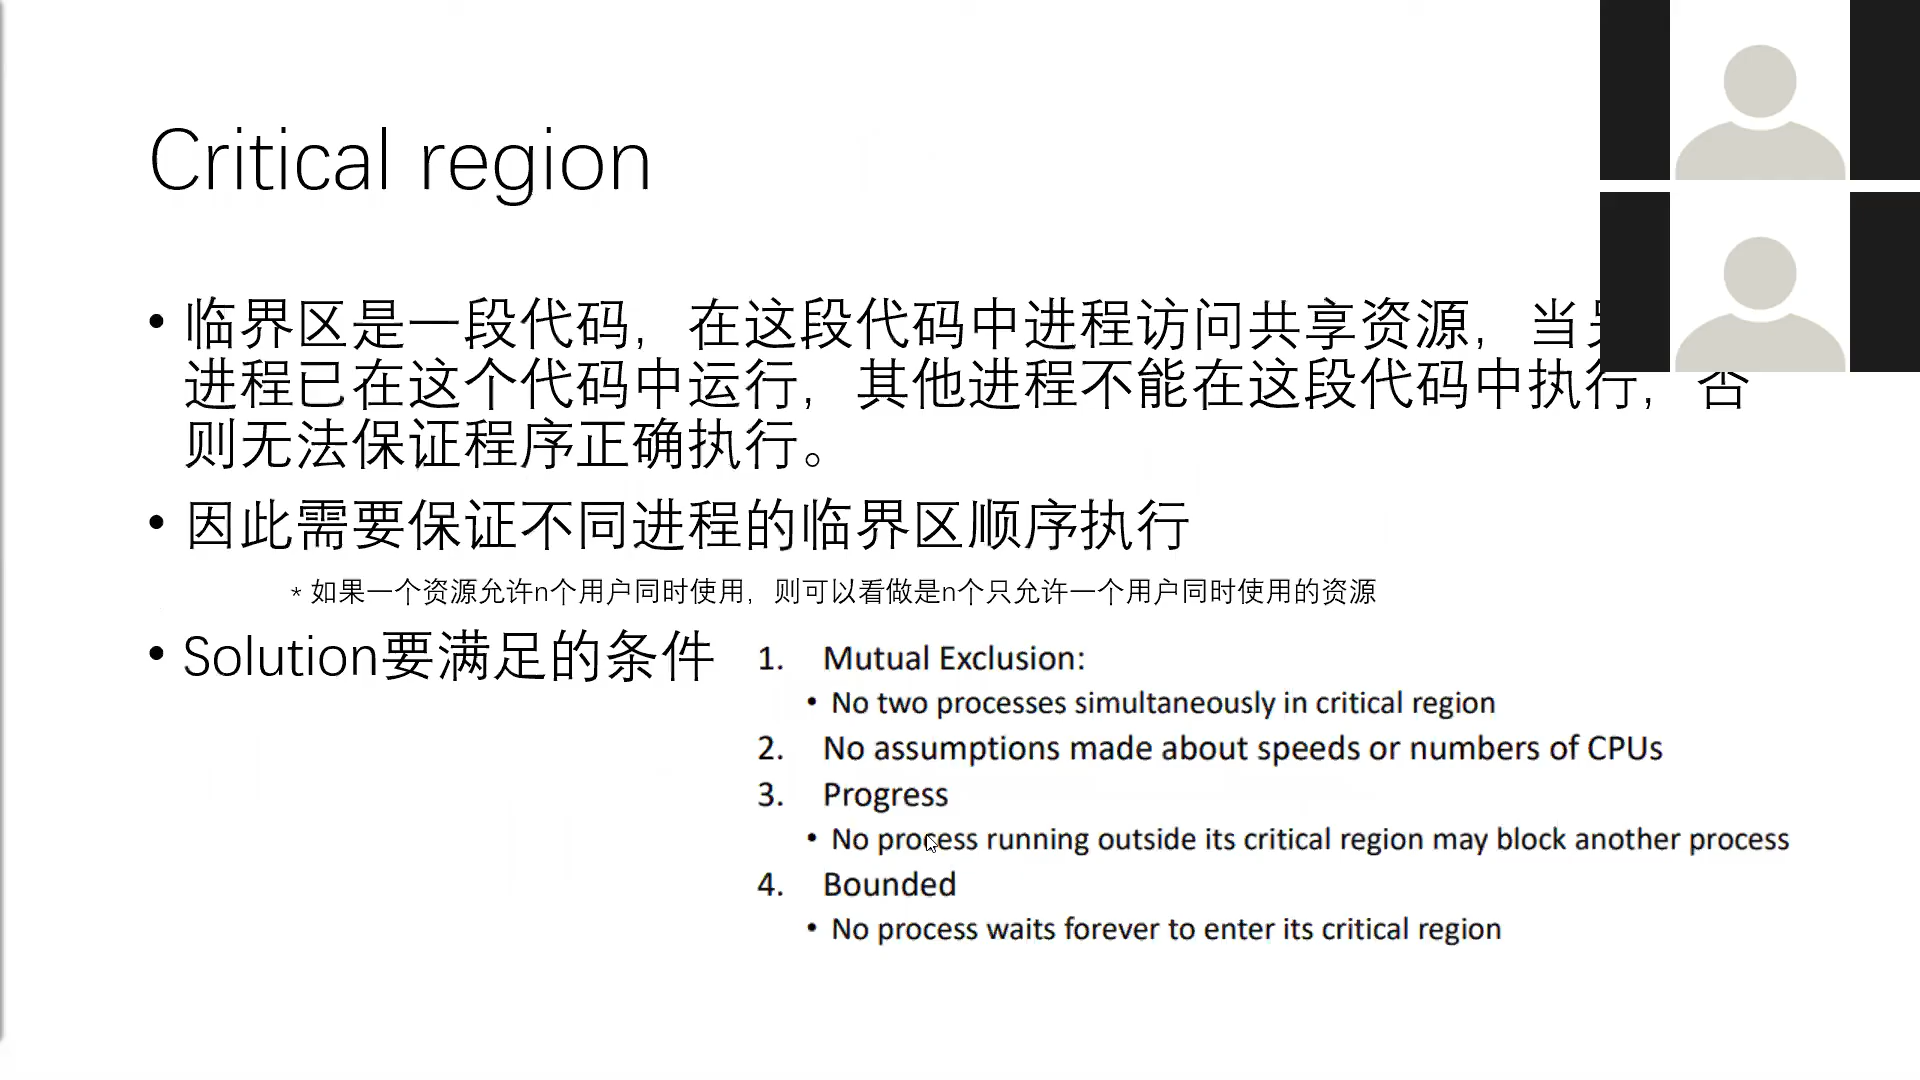 Critical region
• 临界区是一段代码，在这段代码中进程访问共享资源，当
进程已在这个代码中运行，其他进程不能在这段代码中执行，否
则无法保证程序正确执行。
• 因此需要保证不同进程的临界区顺序执行
* 如果一个资源允许n个用户同时使用，则可以看做是n个只允许一个用户同时使用的资源
• Solution要满足的条件
1. Mutual Exclusion:
• No two processes simultaneously in critical region
2. No assumptions made about speeds or numbers of CPUs
3. Progress
• No process running outside its critical region may block another process
4. Bounded
• No process waits forever to enter its critical region